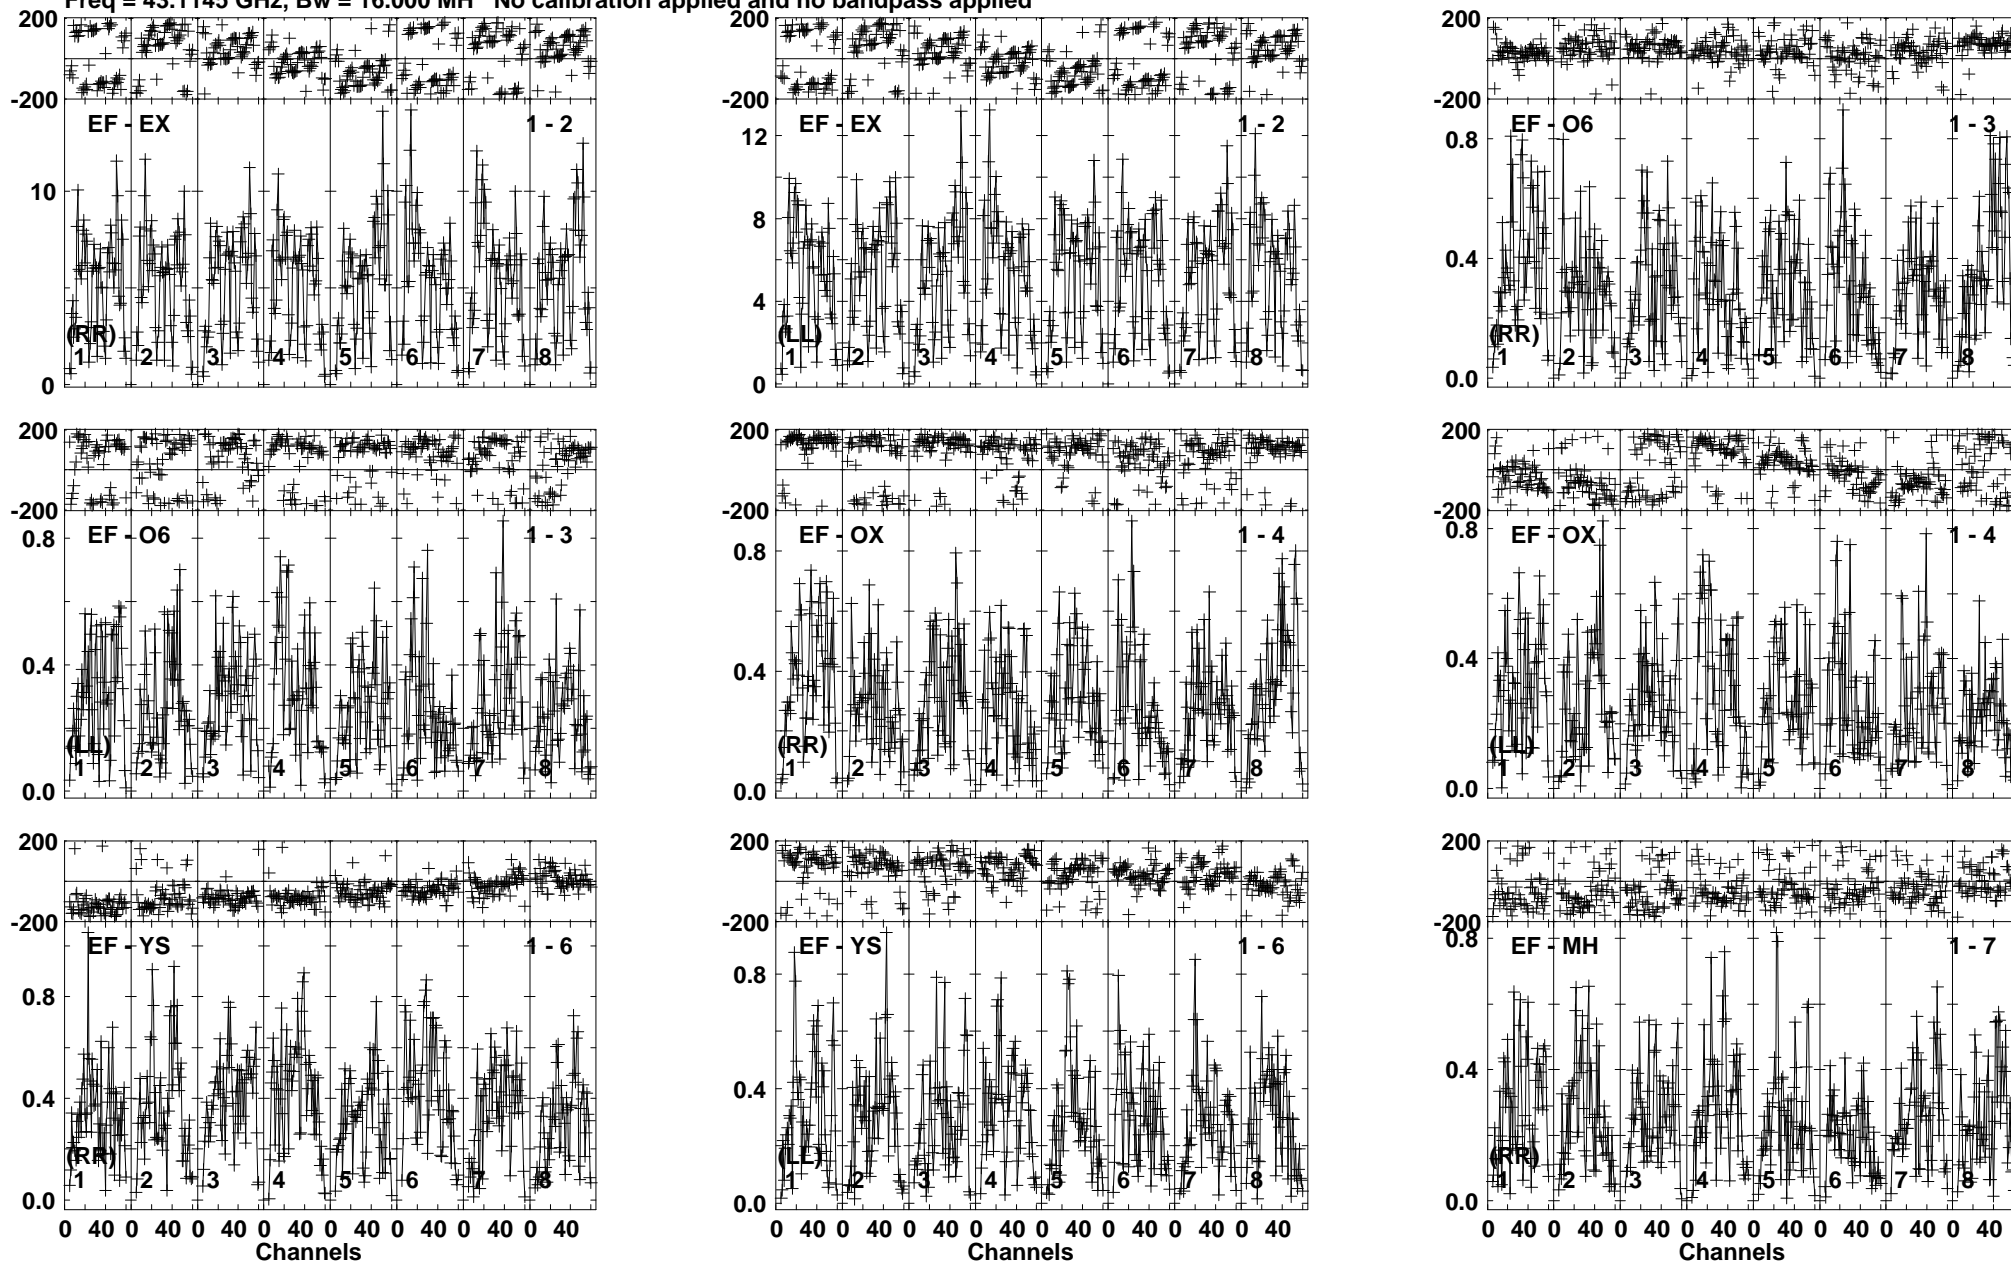 Freq = 43.1145 GHz, Bw = 16.000 MH No calibration applied and no bandpass applied
200 200 200
-200 -200 -200
EF - EX 1 - 2 EF - EX 1 - 2 EF - O6 1 - 3
12 0.8
10 8 0.4
4
(RR) (LL) (RR)
1 2 3 4 5 6 7 8 1 2 3 4 5 6 7 8 1 2 3 4 5 6 7 8
0 0 0.0
200 200 200
-200 -200 -200
EF - O6 1 - 3 EF - OX 1 - 4 EF - OX 1 - 4
0.8 0.8 0.8
0.4 0.4 0.4
(LL) (RR) (LL)
1 2 3 4 5 6 7 8 1 2 3 4 5 6 7 8 1 2 3 4 5 6 7 8
0.0 0.0 0.0
200 200 200
-200 -200 -200
EF - YS 1 - 6 EF - YS 1 - 6 EF - MH 1 - 7
0.8 0.8 0.8
0.4 0.4 0.4
(RR) (LL) (RR)
1 2 3 4 5 6 7 8 1 2 3 4 5 6 7 8 1 2 3 4 5 6 7 8
0.0 0.0 0.0
0 40 0 40 0 40 0 40 0 40 0 40 0 40 0 40 0 40 0 40 0 40 0 40 0 40 0 40 0 40 0 40 0 40 0 40 0 40 0 40 0 40 0 40 0 40 0 40
Channels Channels Channels